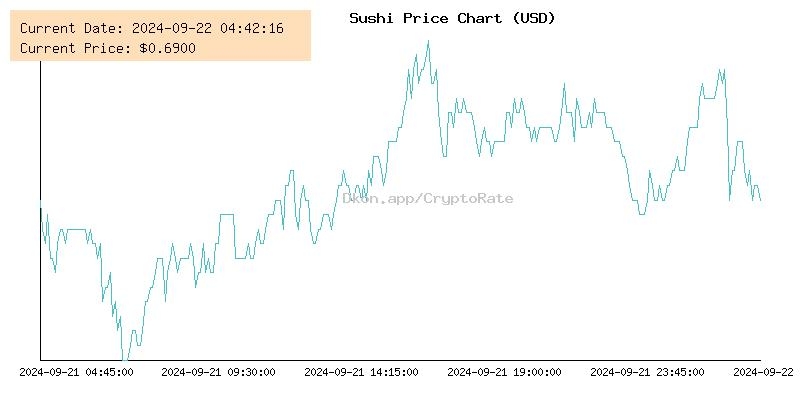 Sushi Price Chart (USD)
Current Date: 2024-09-22 04:42:16
Current Price: $0.6900
Dkon.app/CryptoRate
2024-09-21 04:45:00 2024-09-21 09:30:00 2024-09-21 14:15:00 2024-09-21 19:00:00 2024-09-21 23:45:00 2024-09-22